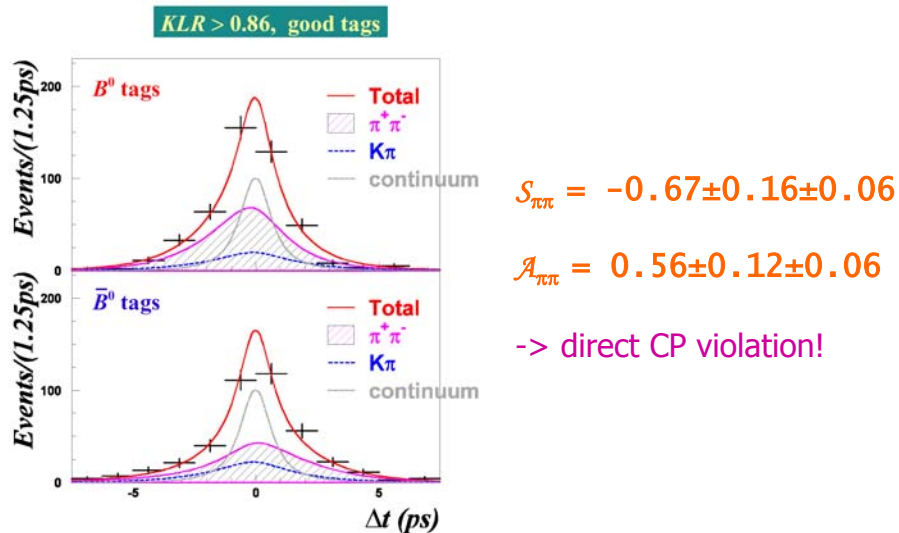 KLR > 0.86, good tags
Events/(1.25ps)
200
100
0
B⁰ tags
Total
π⁺π⁻
Kπ
continuum
Events/(1.25ps)
200
100
0
B̅⁰ tags
Total
π⁺π⁻
Kπ
continuum
-5
0
5
Δt (ps)
𝒮ππ = -0.67±0.16±0.06
𝒜ππ = 0.56±0.12±0.06
-> direct CP violation!